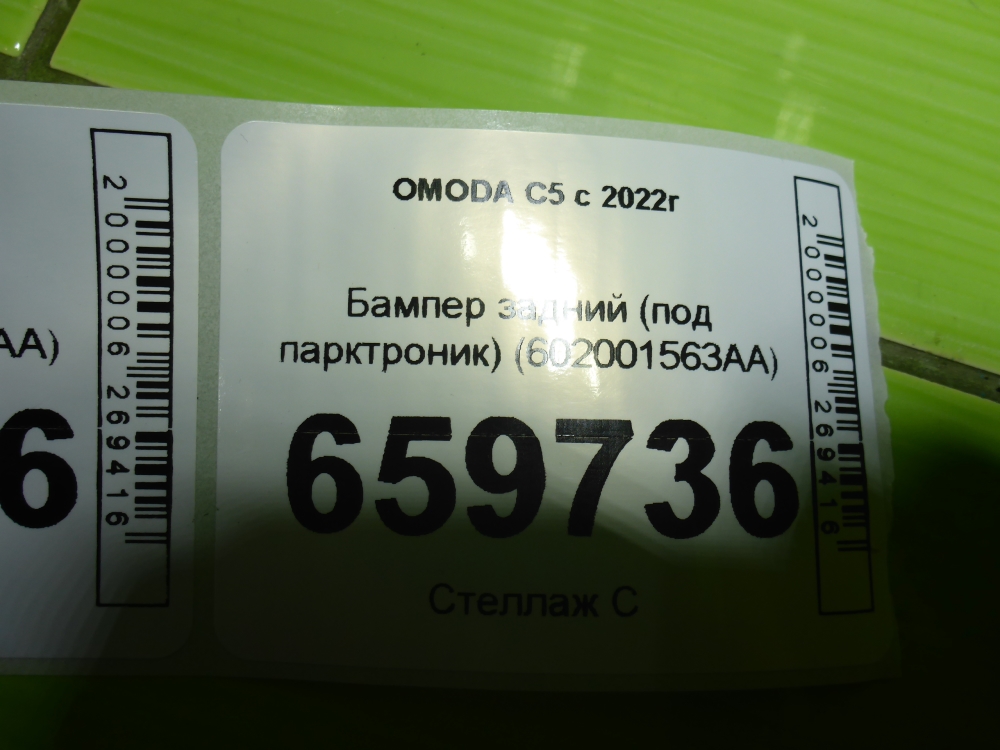 AA)
6
2 000006 269416
OMODA C5 с 2022г
Бампер задний (под
парктроник) (602001563AA)
659736
Стеллаж С
2 000006 269416